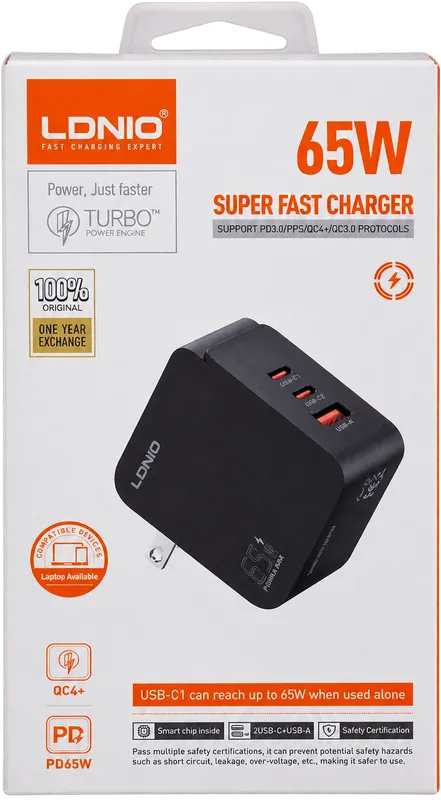 LDNIO®
FAST CHARGING EXPERT
65W
SUPER FAST CHARGER
SUPPORT PD3.0/PPS/QC4+/QC3.0 PROTOCOLS
Power, Just faster
TURBO™
POWER ENGINE
100%
ORIGINAL
ONE YEAR
EXCHANGE
USB-C1
USB-C2
USB-A
LDNIO
65W
POWER MAX
COMPATIBLE DEVICES
Laptop Available
QC4+
PD
PD65W
USB-C1 can reach up to 65W when used alone
Smart chip inside
2USB-C+USB-A
Safety Certification
Pass multiple safety certifications, it can prevent potential safety hazards
such as short circuit, leakage, over-voltage, etc., making it safer to use.